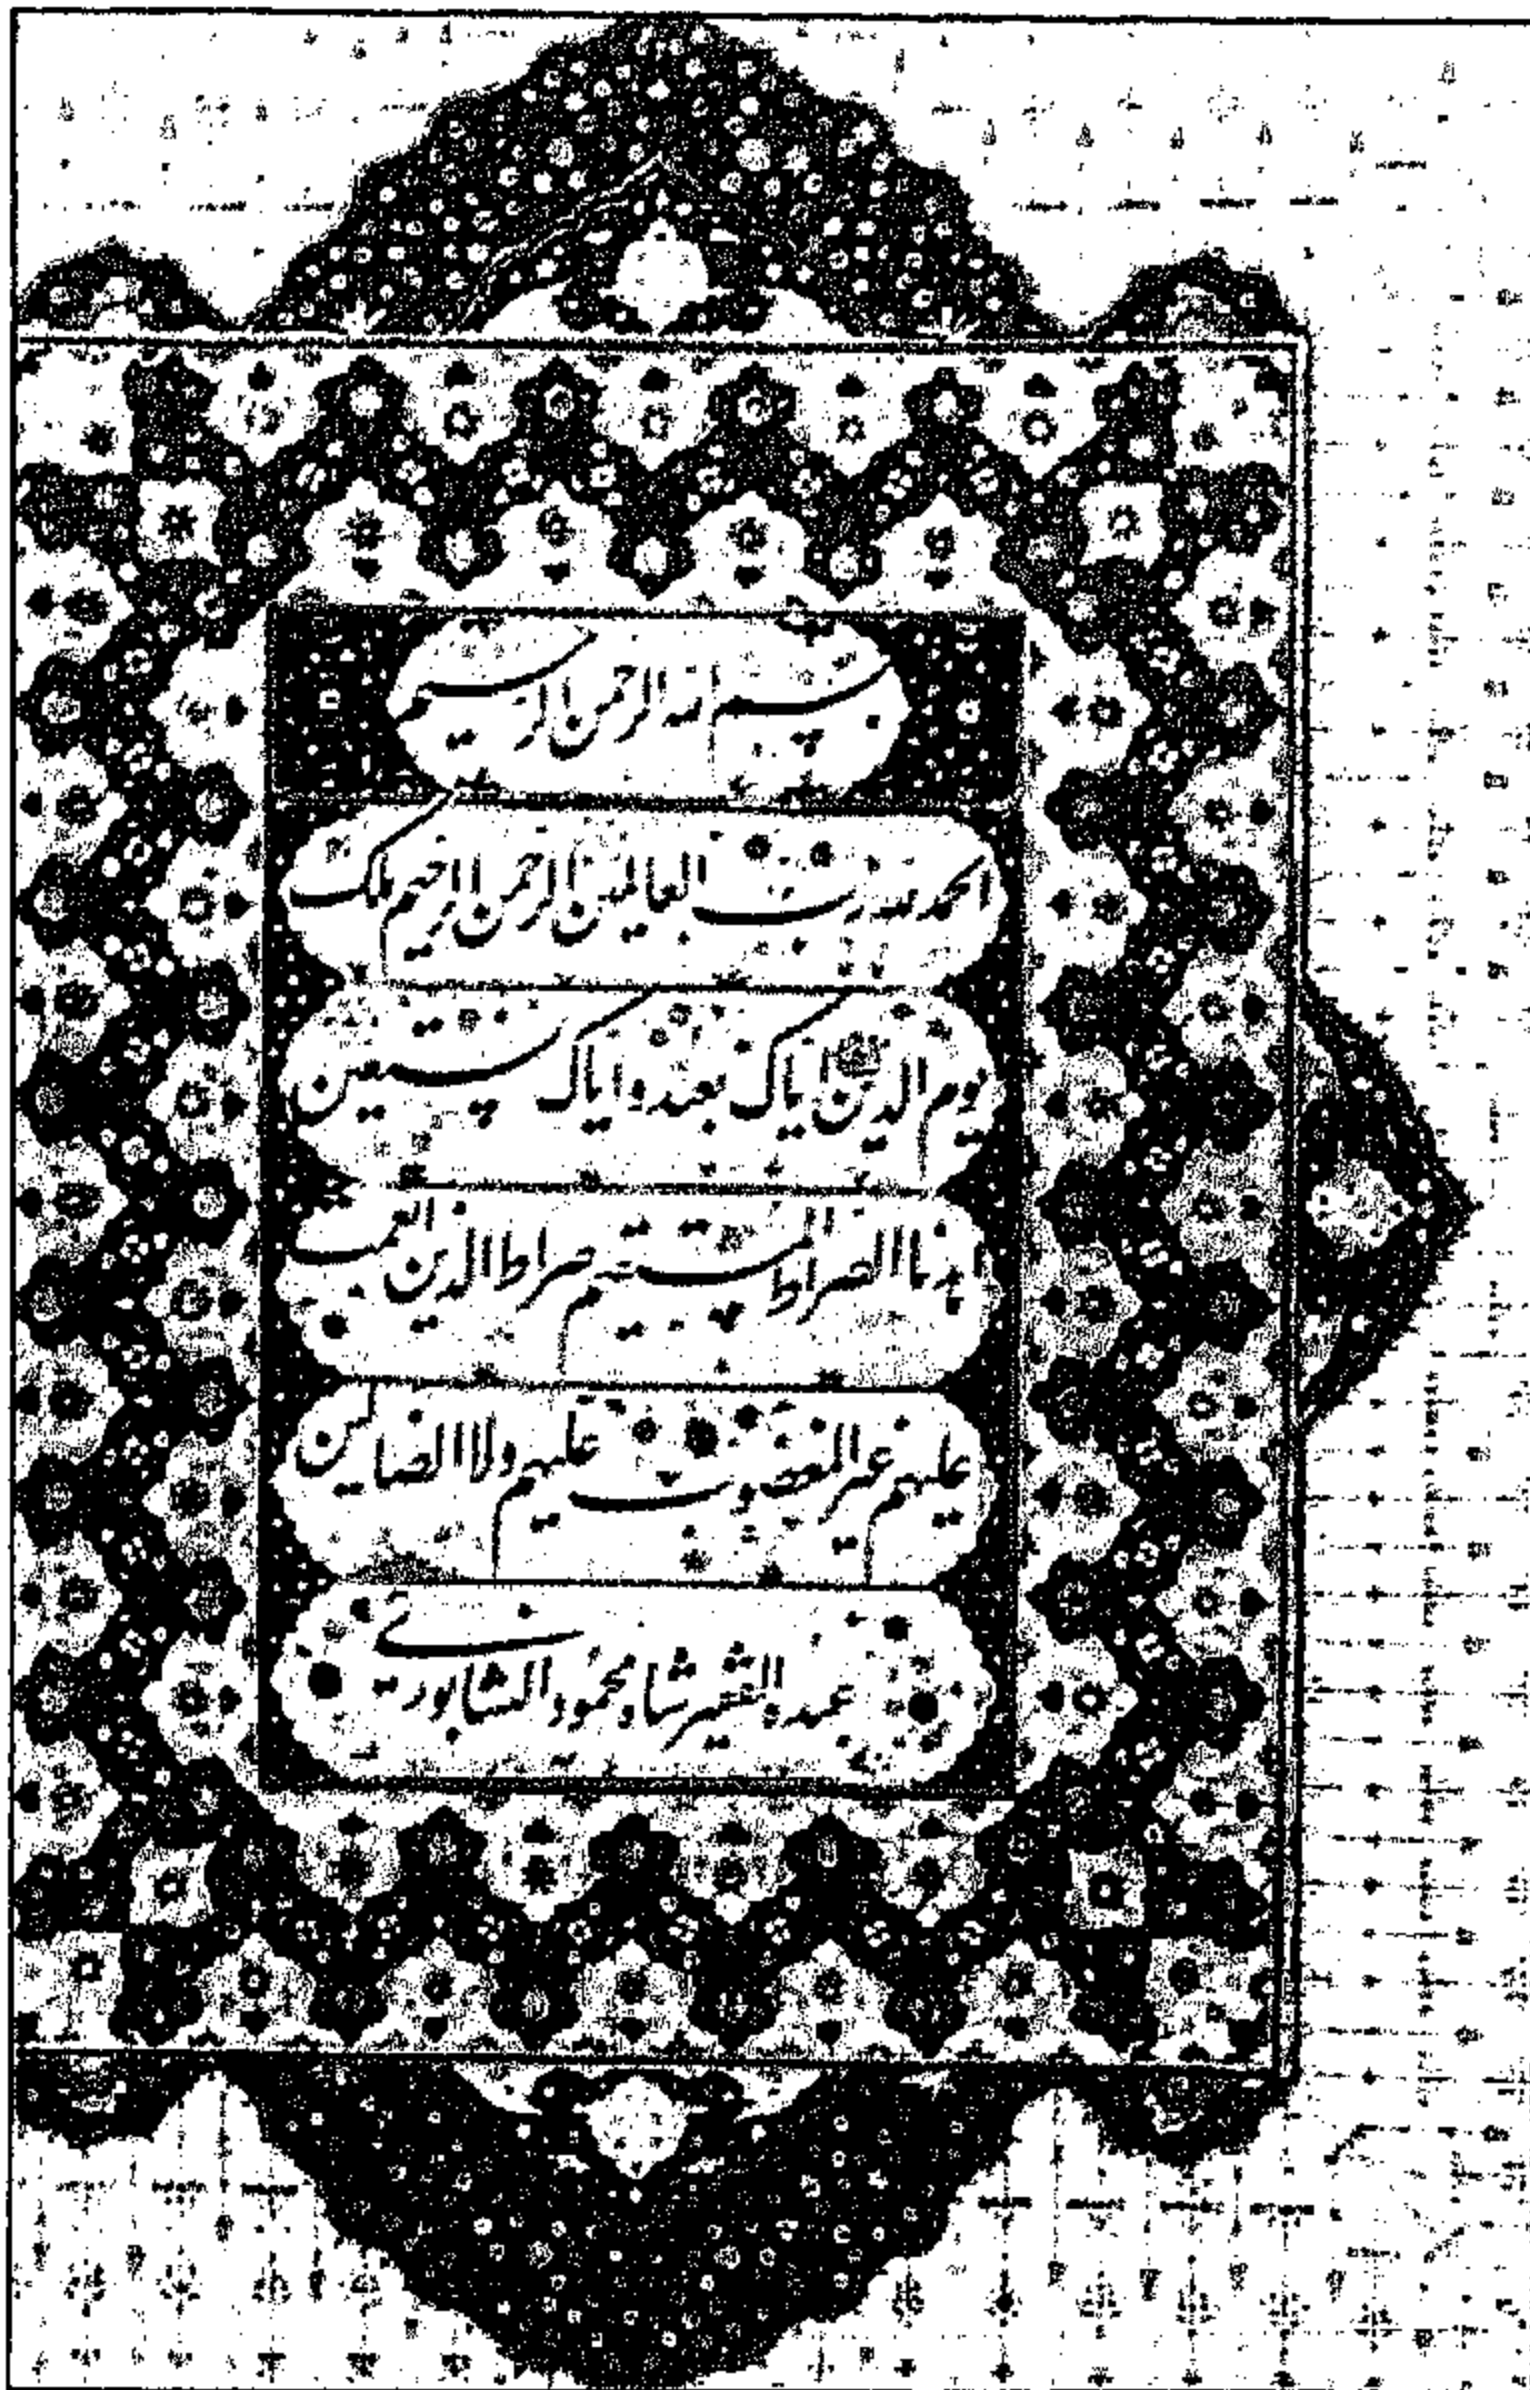 بسم الله الرحمن الرحيم
الحمد لله رب العالمين الرحمن الرحيم ملك
يوم الدين اياك نعبد واياك نستعين
اهدنا الصراط المستقيم صراط الذين انعمت
عليهم غير المغضوب عليهم ولا الضالين
عبده الفقير شاه محمود النيشابوري